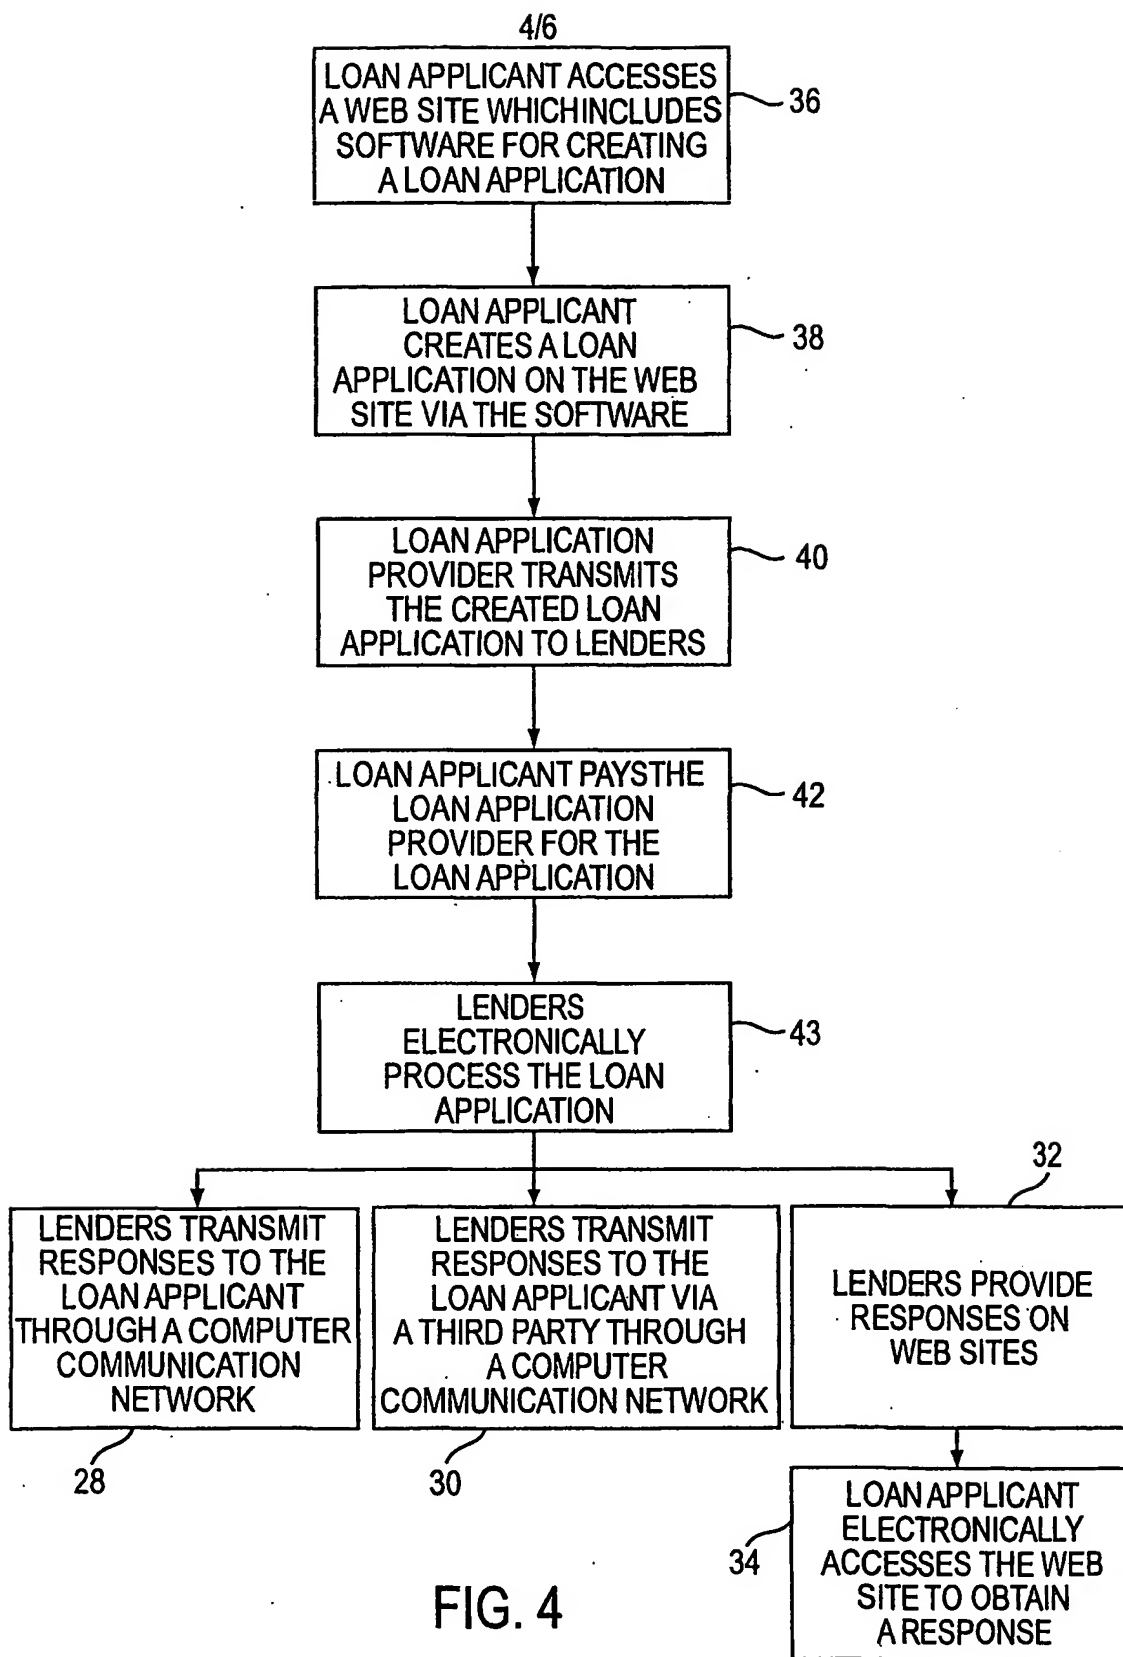 4/6
LOAN APPLICANT ACCESSES
A WEB SITE WHICH INCLUDES
SOFTWARE FOR CREATING
A LOAN APPLICATION
36
LOAN APPLICANT
CREATES A LOAN
APPLICATION ON THE WEB
SITE VIA THE SOFTWARE
38
LOAN APPLICATION
PROVIDER TRANSMITS
THE CREATED LOAN
APPLICATION TO LENDERS
40
LOAN APPLICANT PAYSTHE
LOAN APPLICATION
PROVIDER FOR THE
LOAN APPLICATION
42
LENDERS
ELECTRONICALLY
PROCESS THE LOAN
APPLICATION
43
LENDERS TRANSMIT
RESPONSES TO THE
LOAN APPLICANT
THROUGH A COMPUTER
COMMUNICATION
NETWORK
28
LENDERS TRANSMIT
RESPONSES TO THE
LOAN APPLICANT VIA
A THIRD PARTY THROUGH
A COMPUTER
COMMUNICATION NETWORK
30
32
LENDERS PROVIDE
RESPONSES ON
WEB SITES
LOAN APPLICANT
ELECTRONICALLY
ACCESSES THE WEB
SITE TO OBTAIN
A RESPONSE
34
FIG. 4